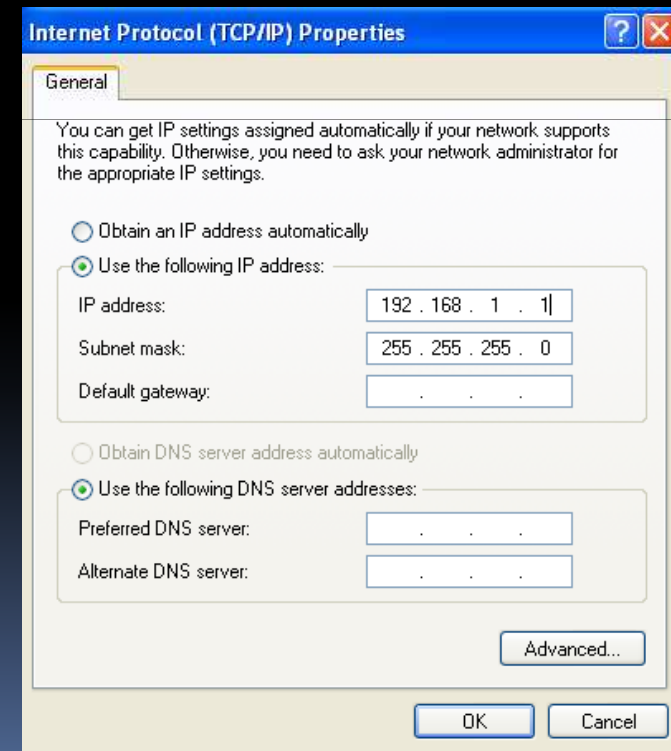 Internet Protocol (TCP/IP) Properties
General
You can get IP settings assigned automatically if your network supports
this capability. Otherwise, you need to ask your network administrator for
the appropriate IP settings.
Obtain an IP address automatically
Use the following IP address:
IP address: 192 . 168 . 1 . 1
Subnet mask: 255 . 255 . 255 . 0
Default gateway: . . .
Obtain DNS server address automatically
Use the following DNS server addresses:
Preferred DNS server: . . .
Alternate DNS server: . . .
Advanced...
OK Cancel